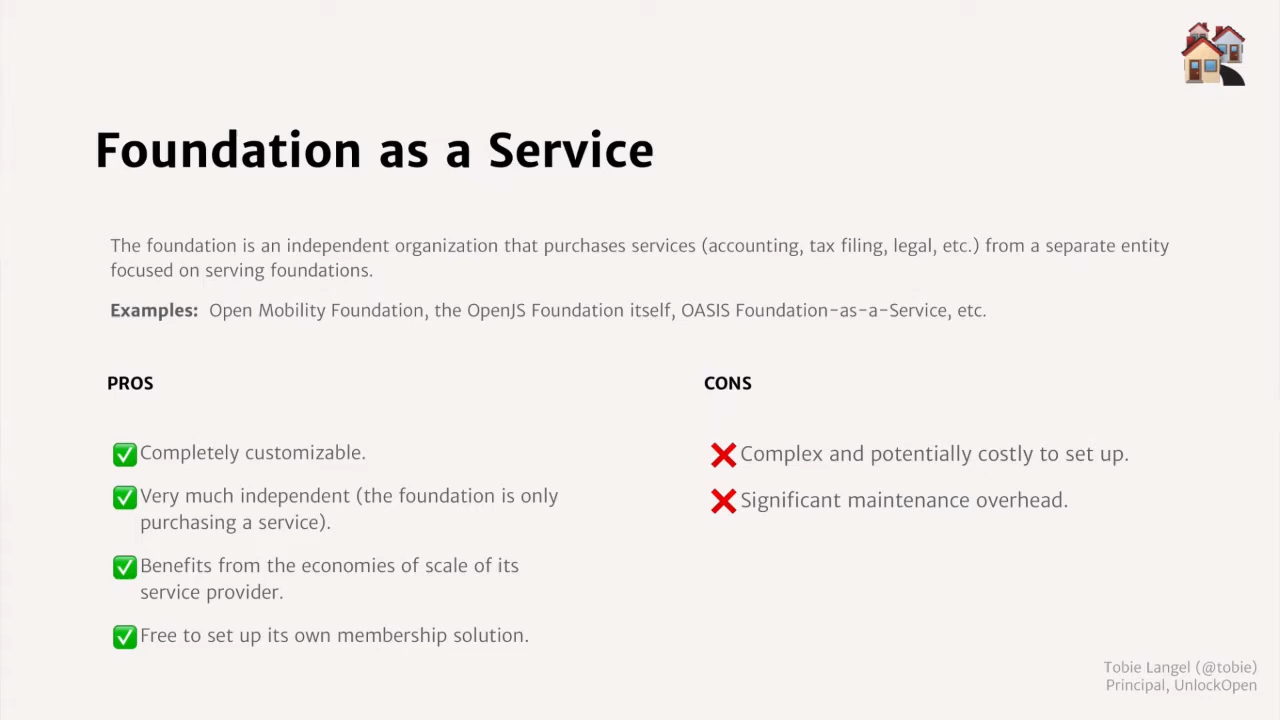 Foundation as a Service
The foundation is an independent organization that purchases services (accounting, tax filing, legal, etc.) from a separate entity
focused on serving foundations.
Examples: Open Mobility Foundation, the OpenJS Foundation itself, OASIS Foundation-as-a-Service, etc.
PROS
Completely customizable.
Very much independent (the foundation is only
purchasing a service).
Benefits from the economies of scale of its
service provider.
Free to set up its own membership solution.
CONS
Complex and potentially costly to set up.
Significant maintenance overhead.
Tobie Langel (@tobie)
Principal, UnlockOpen